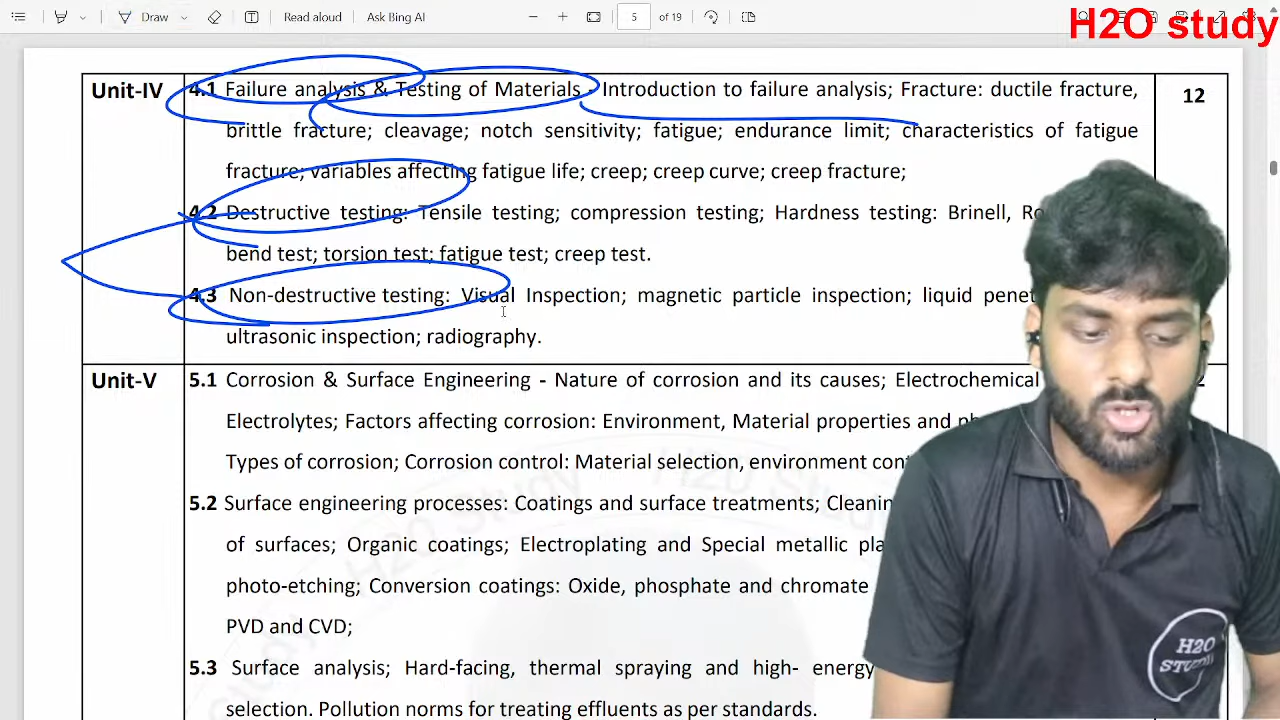 Draw
Read aloud
Ask Bing AI
5 of 19
H2O study
Unit-IV
4.1 Failure analysis & Testing of Materials - Introduction to failure analysis; Fracture: ductile fracture,
brittle fracture; cleavage; notch sensitivity; fatigue; endurance limit; characteristics of fatigue
fracture; variables affecting fatigue life; creep; creep curve; creep fracture;
12
4.2 Destructive testing: Tensile testing; compression testing; Hardness testing: Brinell,
bend test; torsion test; fatigue test; creep test.
4.3 Non-destructive testing: Visual Inspection; magnetic particle inspection; liquid
ultrasonic inspection; radiography.
Unit-V
5.1 Corrosion & Surface Engineering - Nature of corrosion and its causes; Electrochemical
Electrolytes; Factors affecting corrosion: Environment, Material properties and
Types of corrosion; Corrosion control: Material selection, environment
5.2 Surface engineering processes: Coatings and surface treatments;
of surfaces; Organic coatings; Electroplating and Special metallic
photo-etching; Conversion coatings: Oxide, phosphate and chromate
PVD and CVD;
5.3 Surface analysis; Hard-facing, thermal spraying and high- energy
selection. Pollution norms for treating effluents as per standards.
H2O